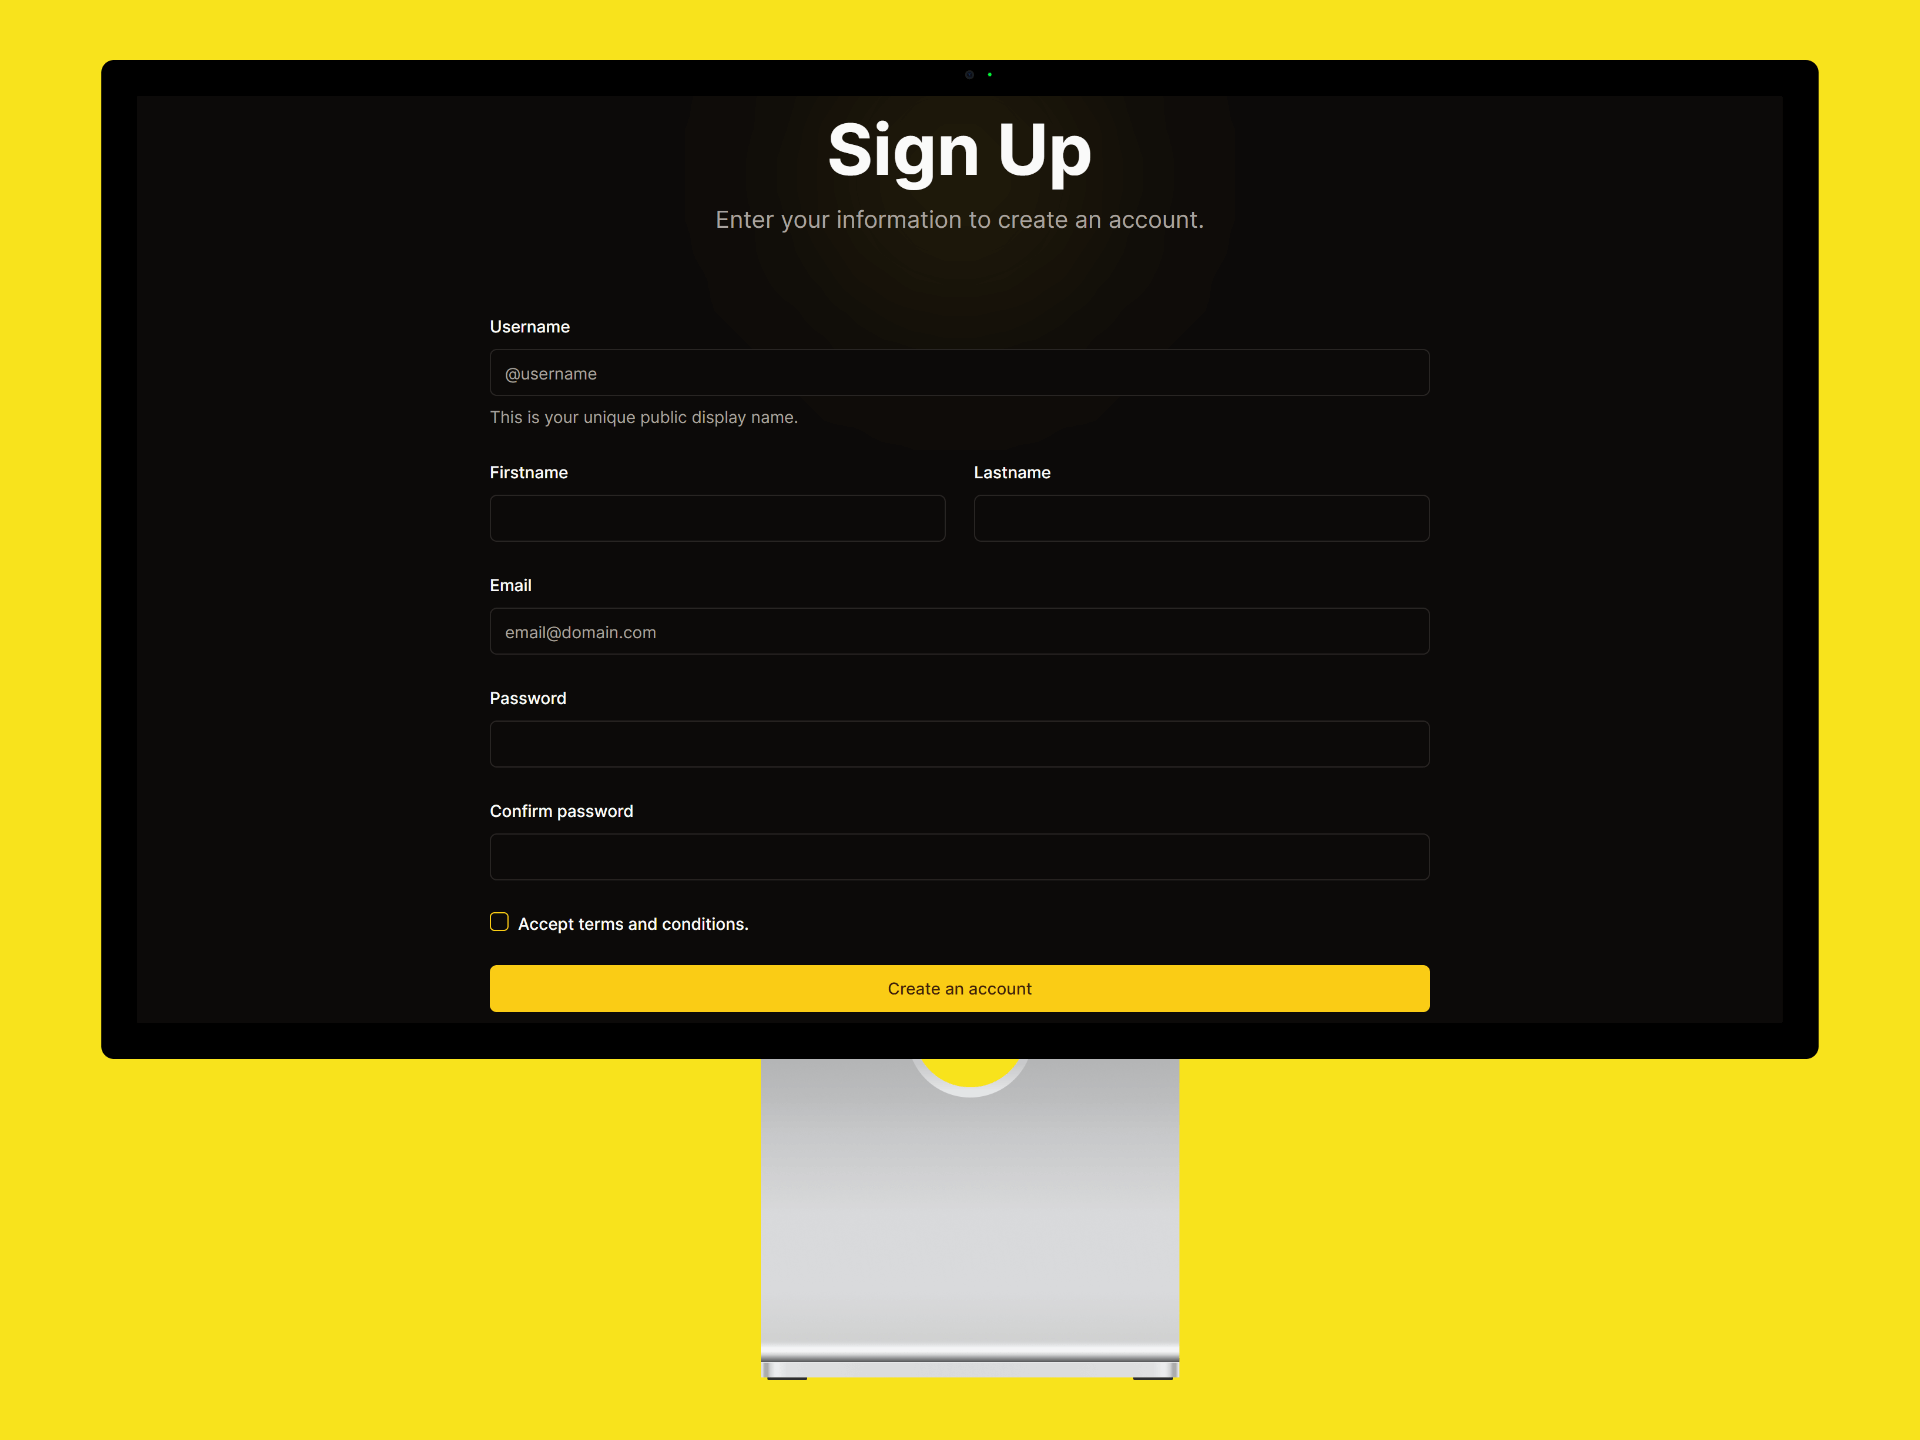 Sign Up
Enter your information to create an account.
Username
@username
This is your unique public display name.
Firstname Lastname
Email
email@domain.com
Password
Confirm password
Accept terms and conditions.
Create an account